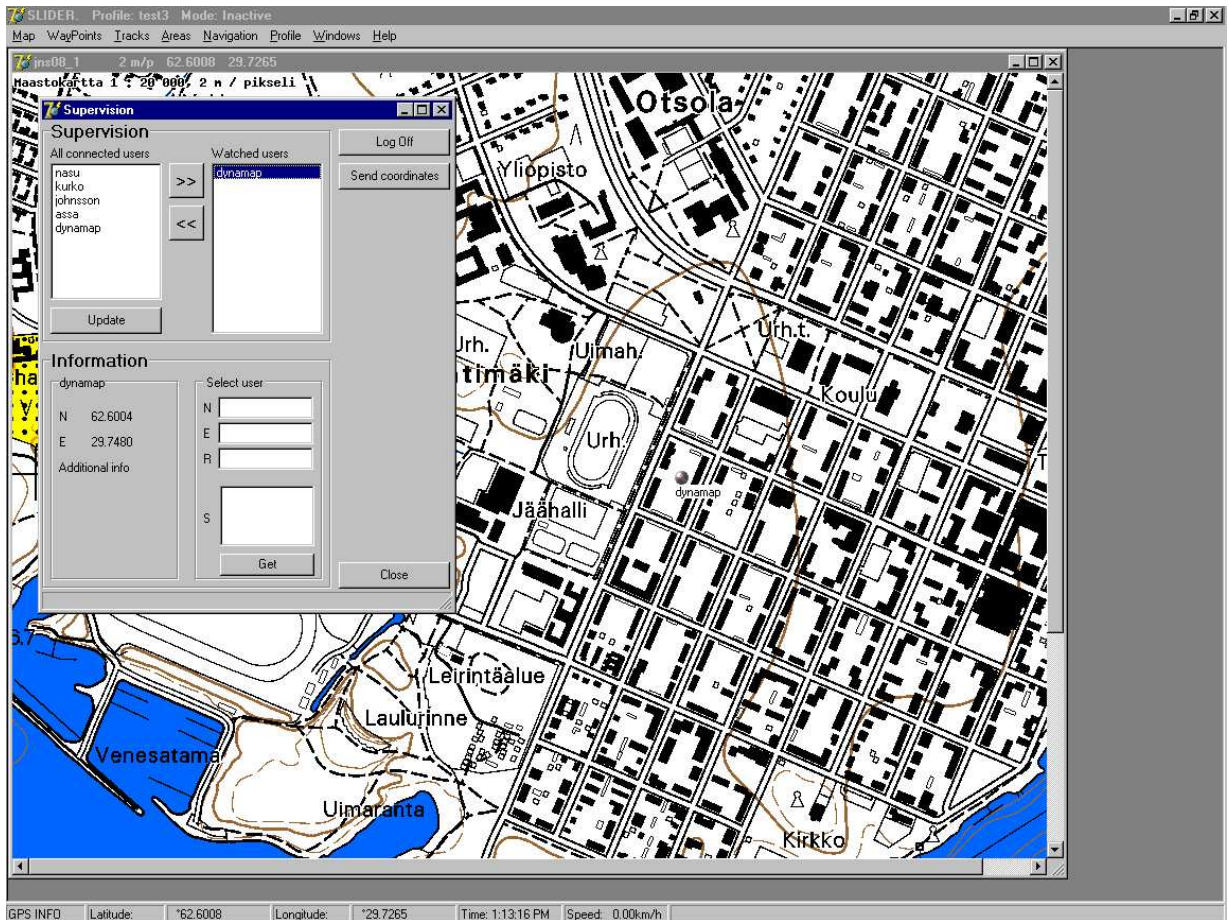 SLIDER. Profile: test3 Mode: Inactive
Map WayPoints Tracks Areas Navigation Profile Windows Help
jns08_1 2 m/p 62.6008 29.7265
Maastokartta 1 : 20 000, 2 m / pikseli
Supervision
Supervision
All connected users
Watched users
nasu
kurko
johnsson
assa
dynamap
>>
<<
dynamap
Update
Log Off
Send coordinates
Information
dynamap
N 62.6004
E 29.7480
Additional info
Select user
N
E
R
S
Get
Close
Otsola
Yliopisto
Urh.
Uimah.
Urh.t.
timäki
Koulu
Urh.
dynamap
Jäähalli
ha
V
6.7
Leirintäalue
Laulurinne
Venesatama
Uimaranta
Kirkko
GPS INFO Latitude: °62.6008 Longitude: °29.7265 Time: 1:13:16 PM Speed: 0.00km/h